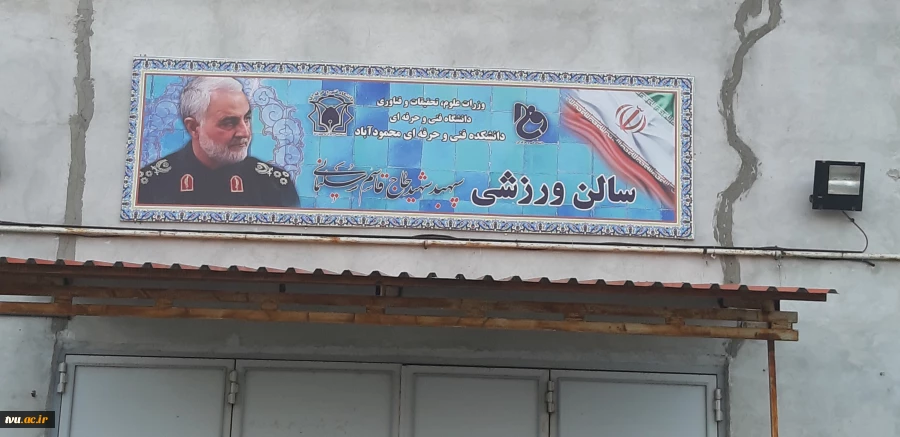 وزرات علوم، تحقیقات و فناوری
دانشگاه فنی و حرفه ای
دانشکده فنی و حرفه ای محمودآباد
سالن ورزشی سپهبد شهید حاج قاسم سلیمانی
tvu.ac.ir